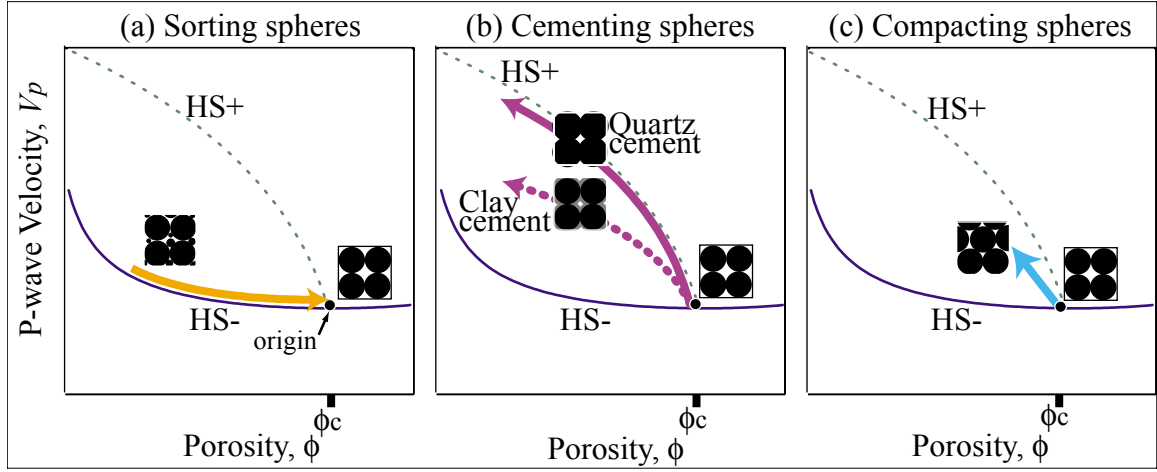 (a) Sorting spheres
P-wave Velocity, Vp
HS+
HS-
origin
ϕc
Porosity, ϕ
(b) Cementing spheres
HS+
Quartz
cement
Clay
cement
HS-
ϕc
Porosity, ϕ
(c) Compacting spheres
HS+
HS-
ϕc
Porosity, ϕ